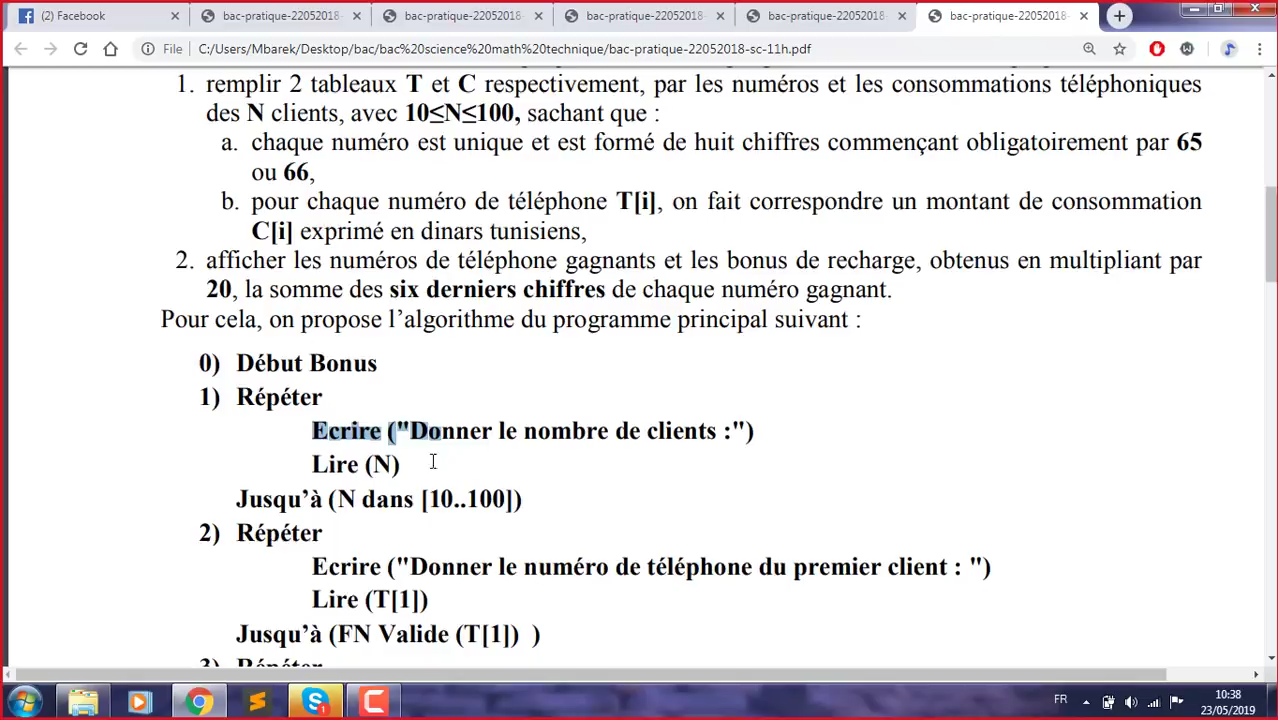 (2) Facebook
bac-pratique-22052018-
bac-pratique-22052018-
bac-pratique-22052018-
bac-pratique-22052018-
bac-pratique-22052018-
File C:/Users/Mbarek/Desktop/bac/bac%20science%20math%20technique/bac-pratique-22052018-sc-11h.pdf
1. remplir 2 tableaux T et C respectivement, par les numéros et les consommations téléphoniques
des N clients, avec 10≤N≤100, sachant que :
a. chaque numéro est unique et est formé de huit chiffres commençant obligatoirement par 65
ou 66,
b. pour chaque numéro de téléphone T[i], on fait correspondre un montant de consommation
C[i] exprimé en dinars tunisiens,
2. afficher les numéros de téléphone gagnants et les bonus de recharge, obtenus en multipliant par
20, la somme des six derniers chiffres de chaque numéro gagnant.
Pour cela, on propose l’algorithme du programme principal suivant :
0) Début Bonus
1) Répéter
Ecrire ("Donner le nombre de clients :")
Lire (N)
Jusqu’à (N dans [10..100])
2) Répéter
Ecrire ("Donner le numéro de téléphone du premier client : ")
Lire (T[1])
Jusqu’à (FN Valide (T[1]) )
3) Répéter
FR
10:38
23/05/2019